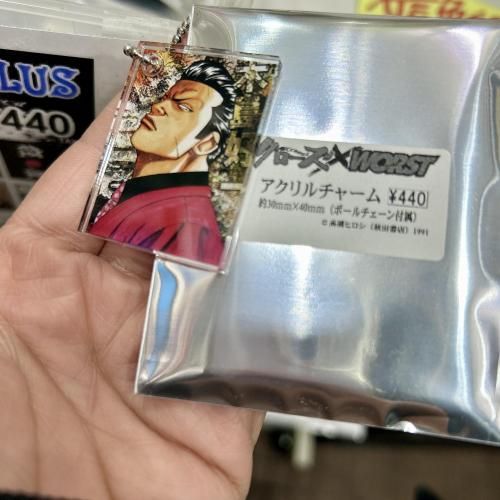 LUS
¥440
クローズ×WORST
アクリルチャーム ¥440
約30mm×40mm（ボールチェーン付属）
© 高橋ヒロシ（秋田書店）1991